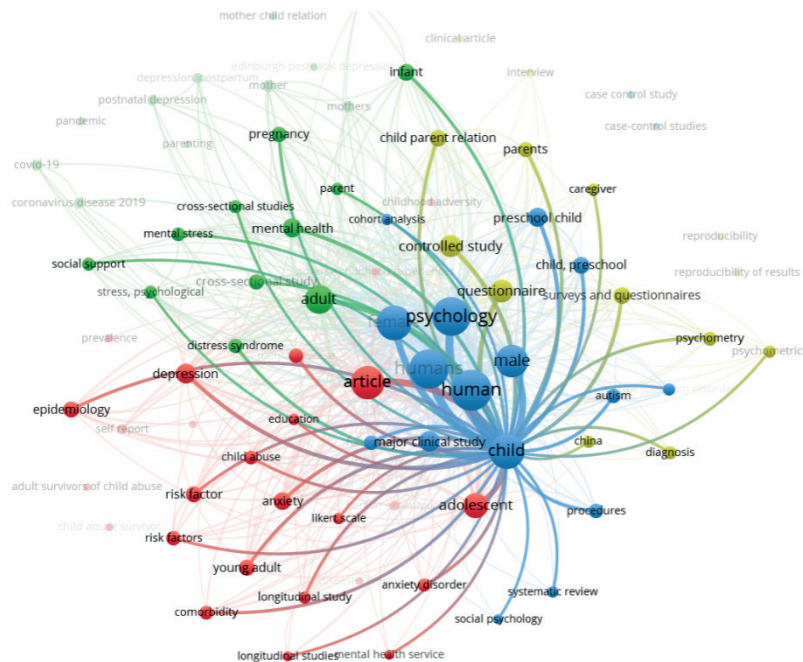 mother child relation
clinical article
edinburgh postnatal depression
infant
interview
depression postpartum
mother
case control study
postnatal depression
mothers
pandemic
pregnancy
child parent relation
case-control studies
parenting
parents
covid-19
parent
caregiver
coronavirus disease 2019
childhood adversity
cross-sectional studies
cohort analysis
preschool child
mental stress
mental health
controlled study
reproducibility
social support
cross-sectional study
child, preschool
reproducibility of results
stress, psychological
adult
questionnaire
surveys and questionnaires
female
psychology
prevalence
distress syndrome
psychometry
psychometric
depression
article
humans
human
male
epidemiology
autism
education
self report
major clinical study
child
china
diagnosis
child abuse
adult survivors of child abuse
risk factor
anxiety
adolescent
procedures
likert scale
child abuse survivor
risk factors
young adult
anxiety disorder
systematic review
comorbidity
longitudinal study
social psychology
longitudinal studies
mental health service